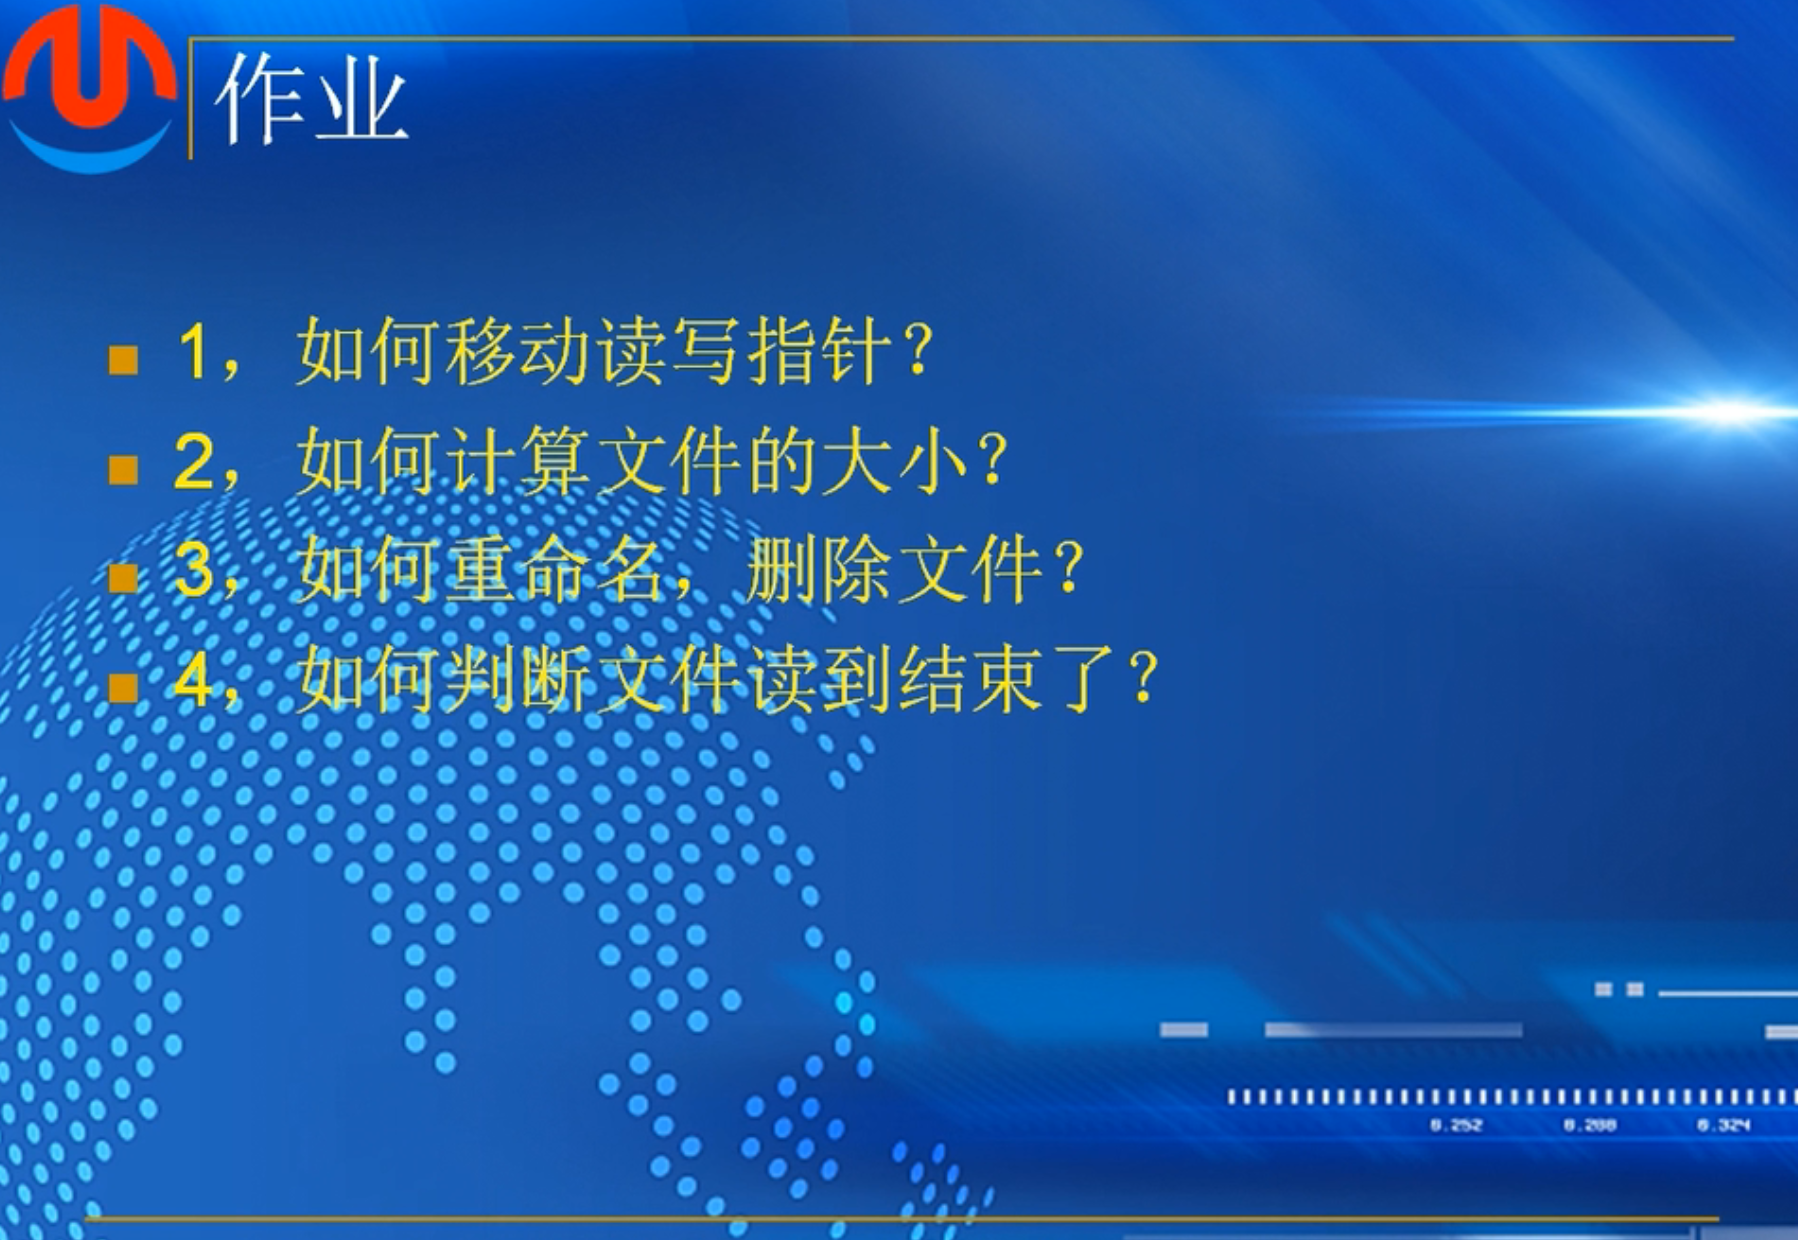 作业
1，如何移动读写指针？
2，如何计算文件的大小？
3，如何重命名，删除文件？
4，如何判断文件读到结束了？
0.252 0.288 0.324